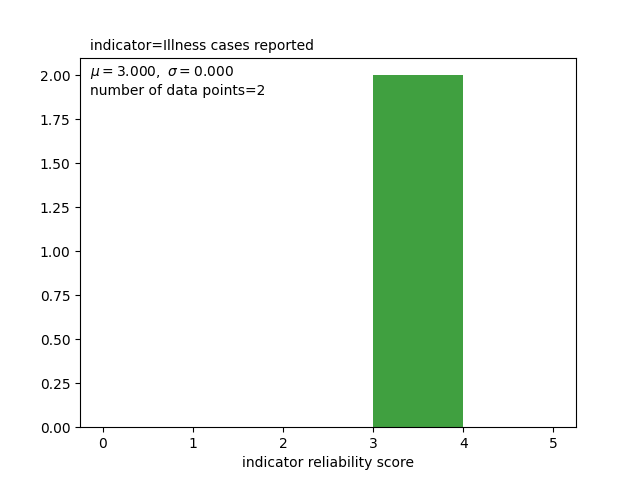 indicator=Illness cases reported
μ = 3.000, σ = 0.000
number of data points=2
2.00
1.75
1.50
1.25
1.00
0.75
0.50
0.25
0.00
0 1 2 3 4 5
indicator reliability score